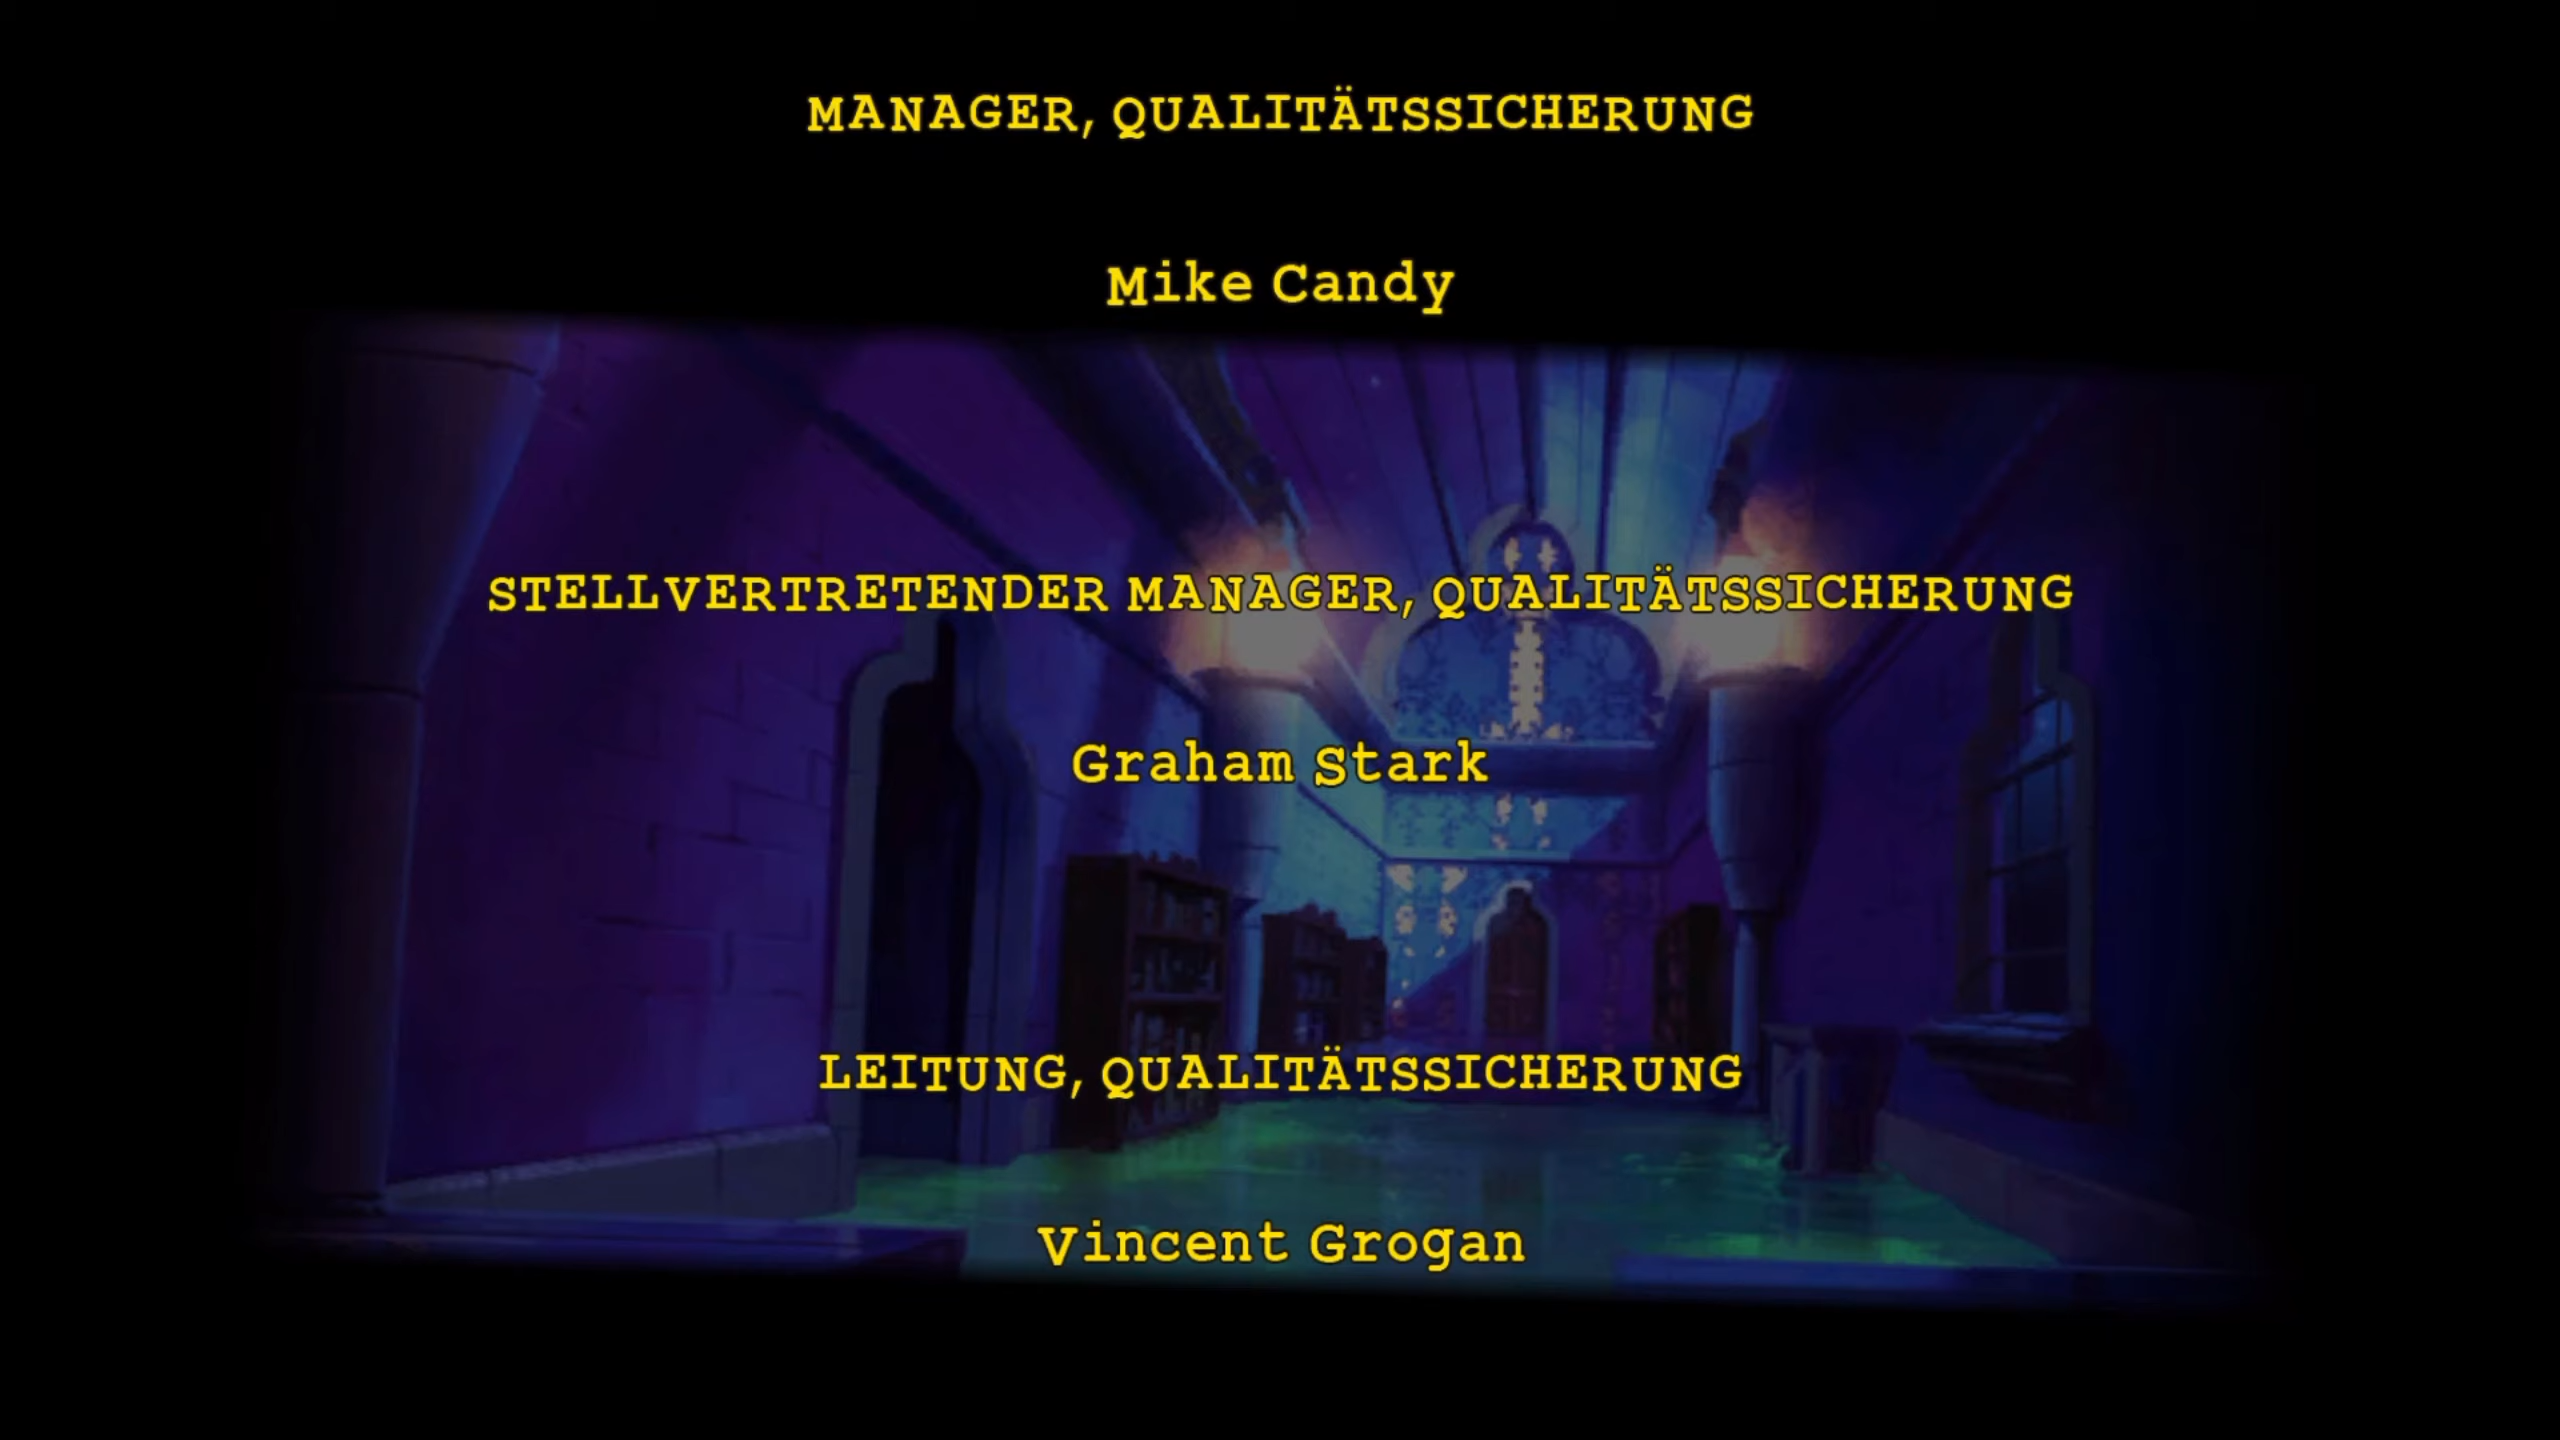 MANAGER, QUALITÄTSSICHERUNG
Mike Candy
STELLVERTRETENDER MANAGER, QUALITÄTSSICHERUNG
Graham Stark
LEITUNG, QUALITÄTSSICHERUNG
Vincent Grogan